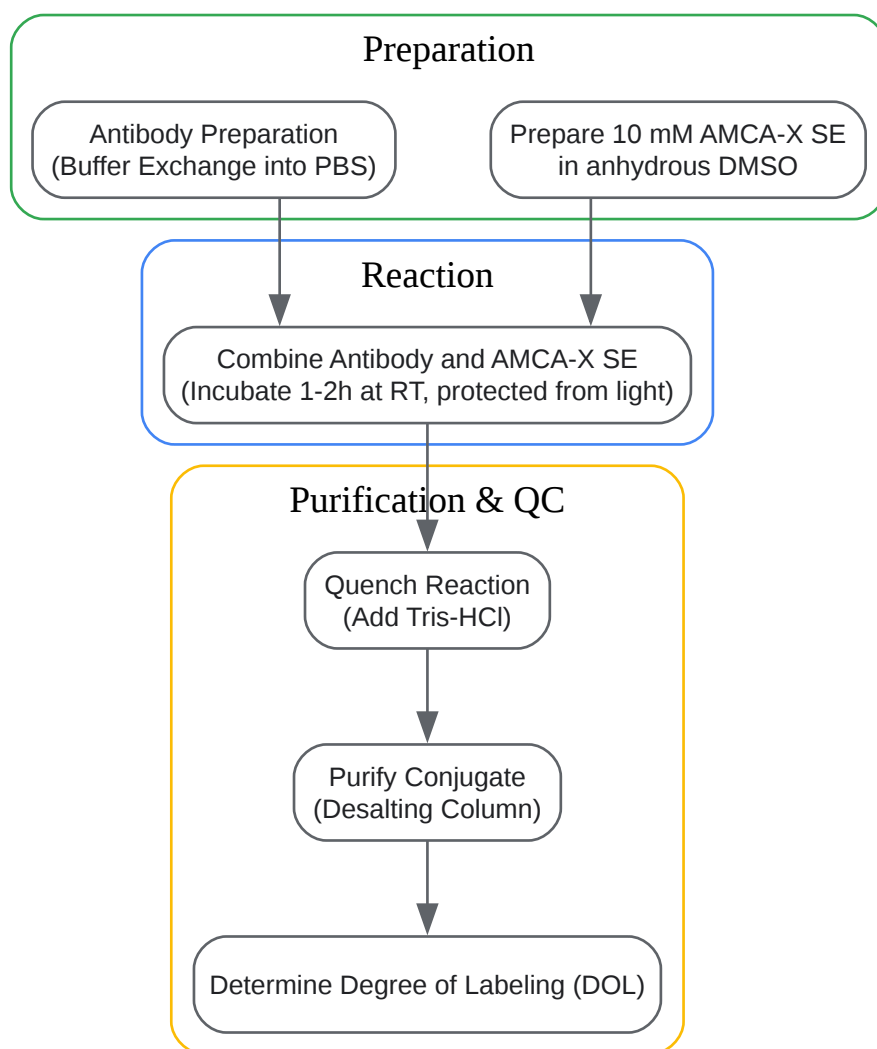 Preparation
Antibody Preparation
(Buffer Exchange into PBS)
Prepare 10 mM AMCA-X SE
in anhydrous DMSO
Reaction
Combine Antibody and AMCA-X SE
(Incubate 1-2h at RT, protected from light)
Purification & QC
Quench Reaction
(Add Tris-HCl)
Purify Conjugate
(Desalting Column)
Determine Degree of Labeling (DOL)